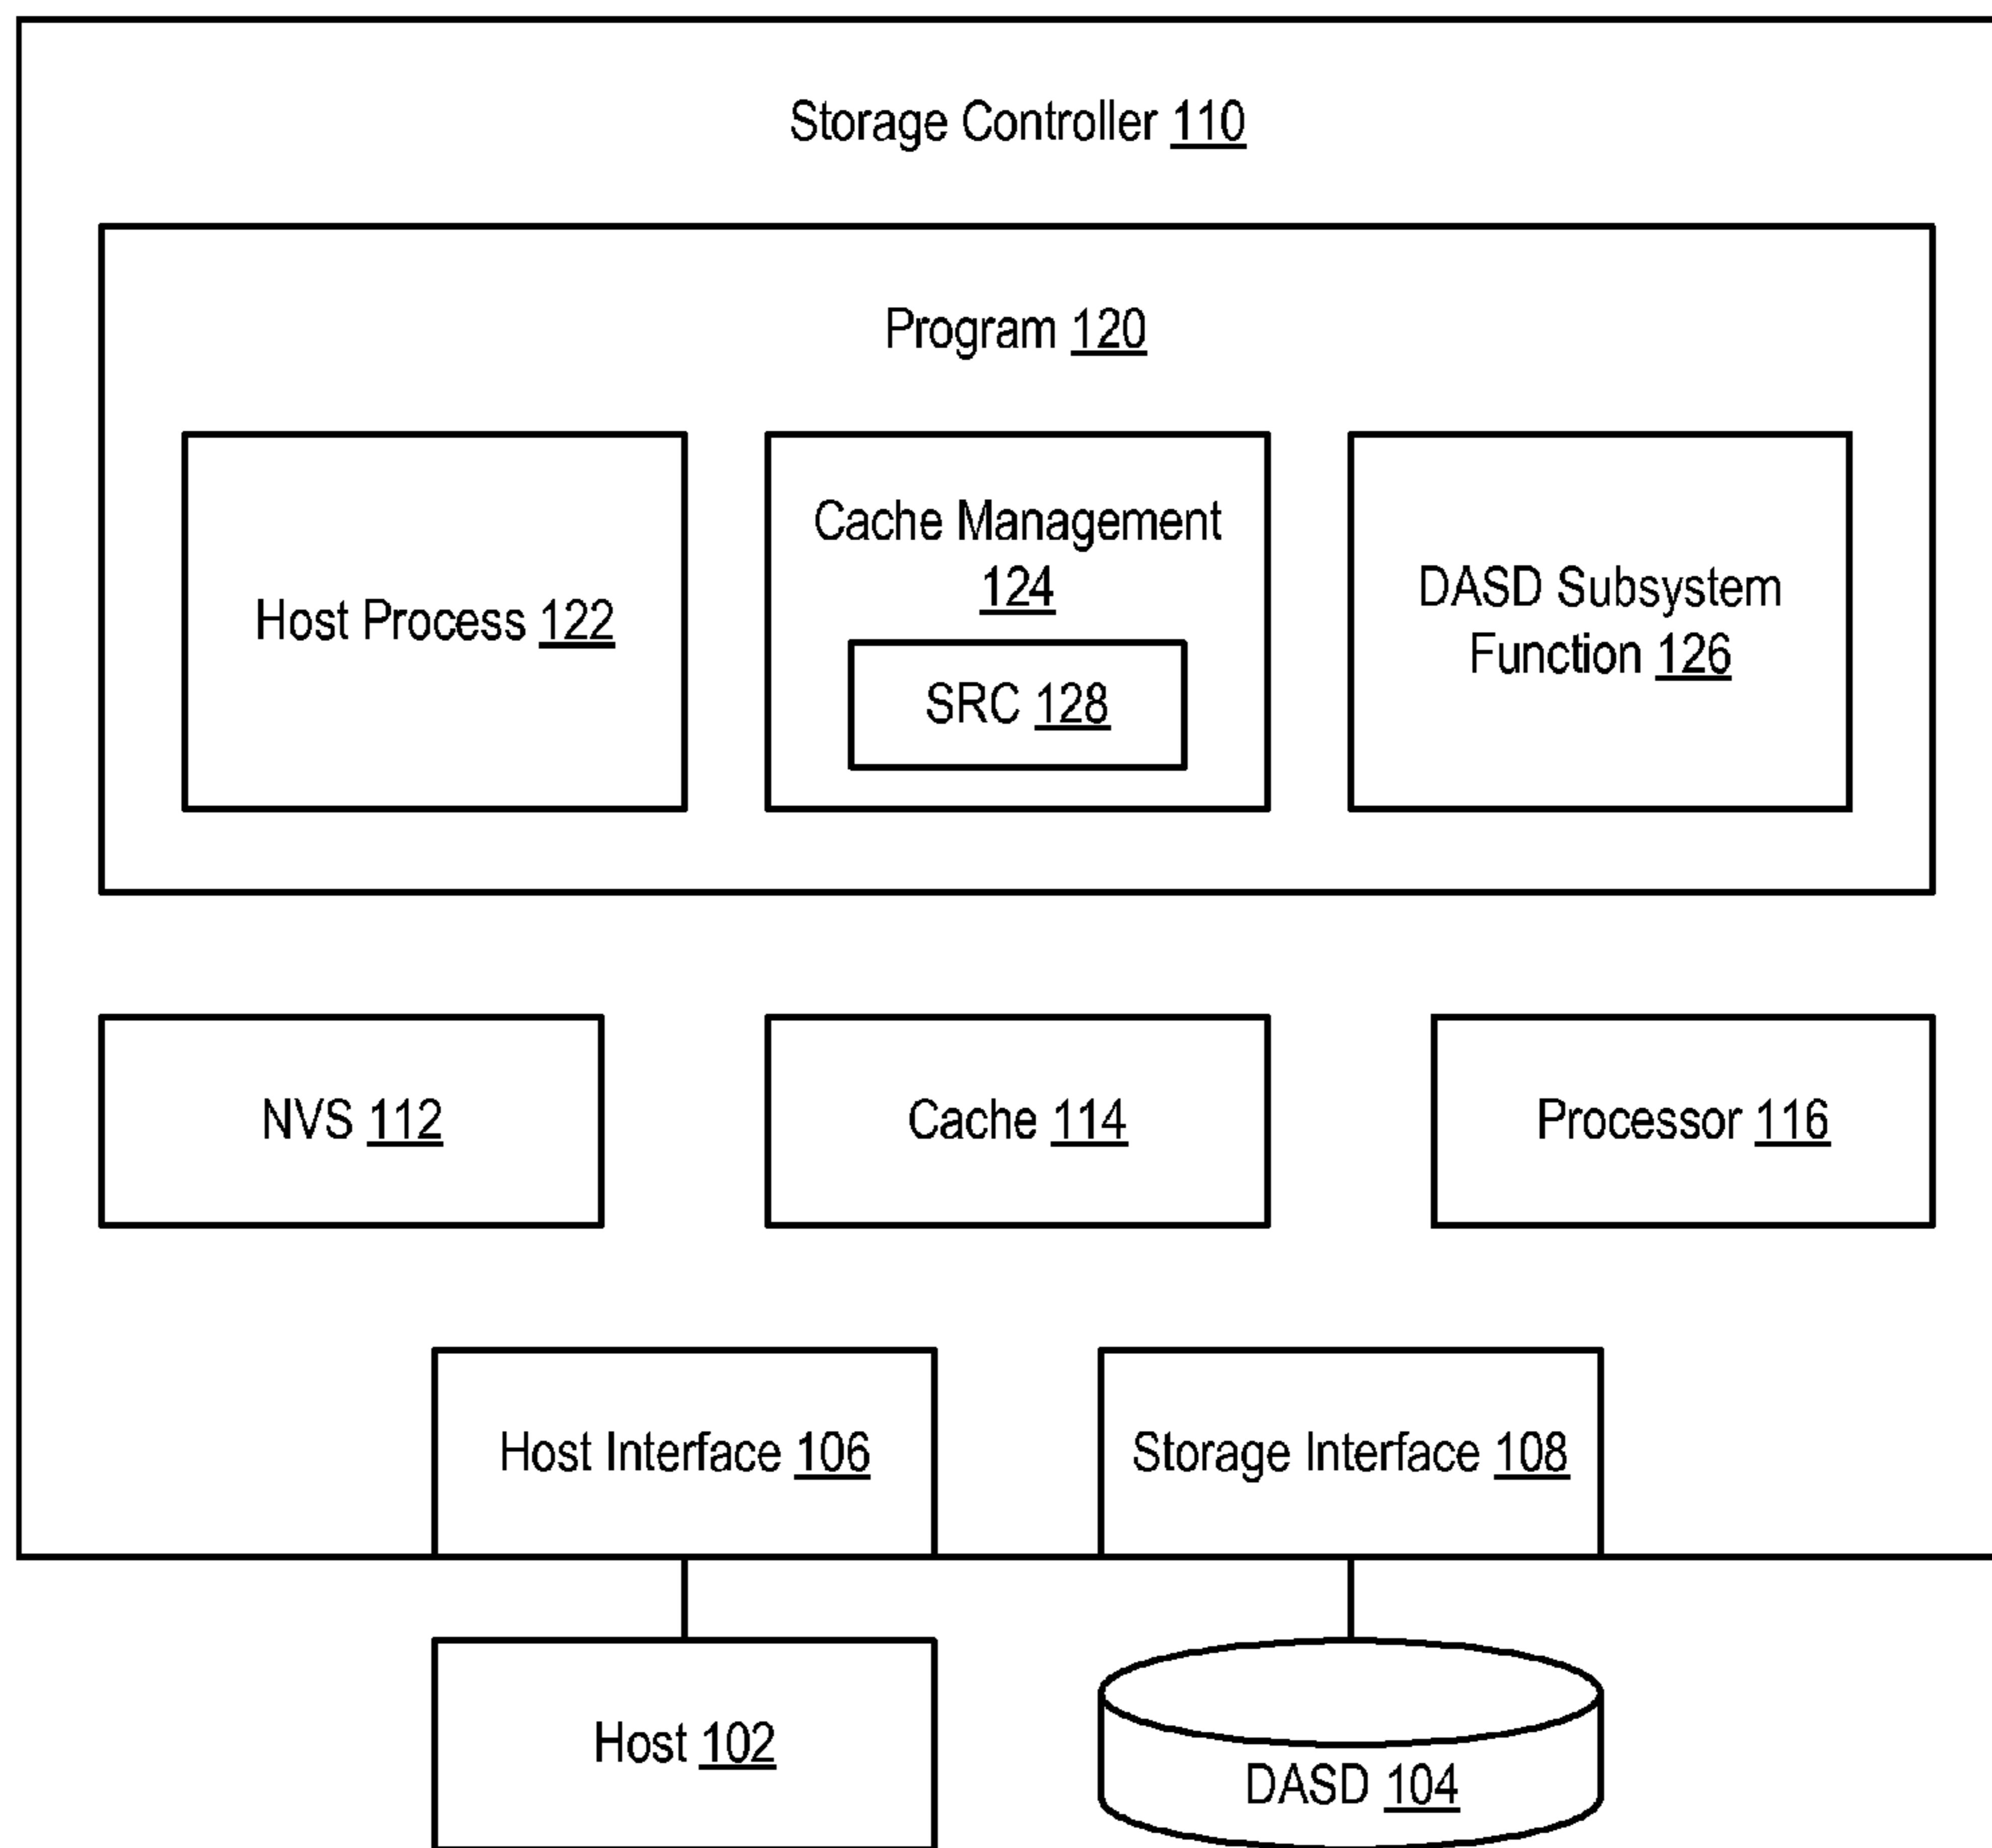 Storage Controller 110
Program 120
Host Process 122
Cache Management
124
SRC 128
DASD Subsystem
Function 126
NVS 112
Cache 114
Processor 116
Host Interface 106
Storage Interface 108
Host 102
DASD 104